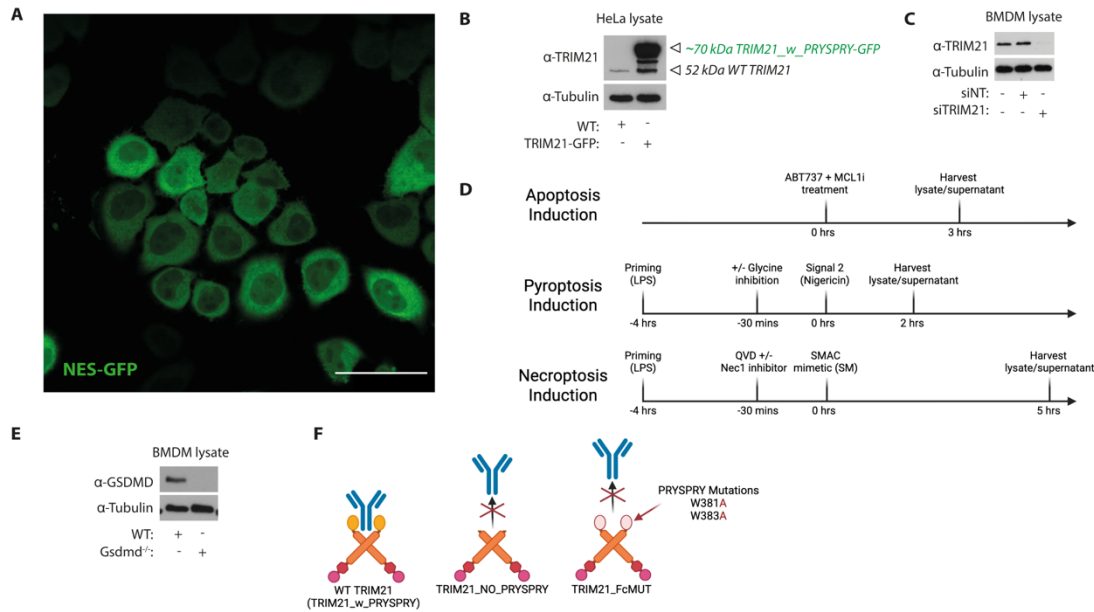 A
NES-GFP
B
HeLa lysate
α-TRIM21
~70 kDa TRIM21_w_PRYSPRY-GFP
52 kDa WT TRIM21
α-Tubulin
WT: + -
TRIM21-GFP: - +
C
BMDM lysate
α-TRIM21
α-Tubulin
siNT: - + -
siTRIM21: - - +
D
Apoptosis
Induction
ABT737 + MCL1i
treatment
0 hrs
Harvest
lysate/supernatant
3 hrs
Pyroptosis
Induction
Priming
(LPS)
-4 hrs
+/- Glycine
inhibition
-30 mins
Signal 2
(Nigericin)
0 hrs
Harvest
lysate/supernatant
2 hrs
Necroptosis
Induction
Priming
(LPS)
-4 hrs
QVD +/-
Nec1 inhibitor
-30 mins
SMAC
mimetic (SM)
0 hrs
Harvest
lysate/supernatant
5 hrs
E
BMDM lysate
α-GSDMD
α-Tubulin
WT: + -
Gsdmd-/-: - +
F
WT TRIM21
(TRIM21_w_PRYSPRY)
TRIM21_NO_PRYSPRY
TRIM21_FcMUT
PRYSPRY Mutations
W381A
W383A